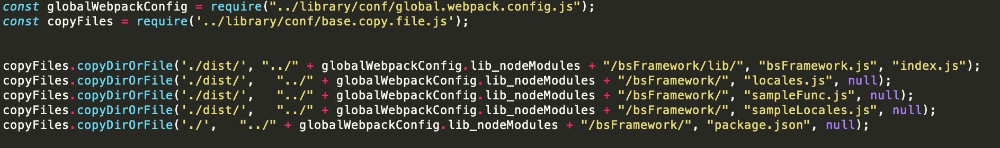 const globalWebpackConfig = require("../library/conf/global.webpack.config.js");
const copyFiles = require('../library/conf/base.copy.file.js');
copyFiles.copyDirOrFile('./dist/', "../" + globalWebpackConfig.lib_nodeModules + "/bsFramework/lib/", "bsFramework.js", "index.js");
copyFiles.copyDirOrFile('./dist/',   "../" + globalWebpackConfig.lib_nodeModules + "/bsFramework/", "locales.js", null);
copyFiles.copyDirOrFile('./dist/',   "../" + globalWebpackConfig.lib_nodeModules + "/bsFramework/", "sampleFunc.js", null);
copyFiles.copyDirOrFile('./dist/',   "../" + globalWebpackConfig.lib_nodeModules + "/bsFramework/", "sampleLocales.js", null);
copyFiles.copyDirOrFile('./',   "../" + globalWebpackConfig.lib_nodeModules + "/bsFramework/", "package.json", null);